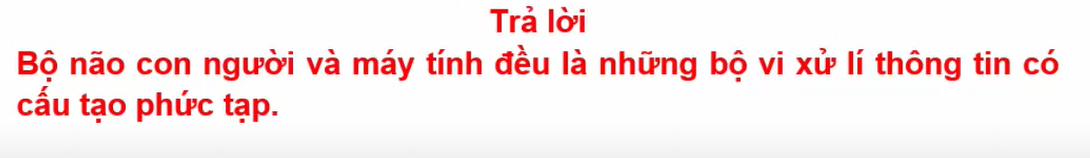 Trả lời
Bộ não con người và máy tính đều là những bộ vi xử lí thông tin có
cấu tạo phức tạp.